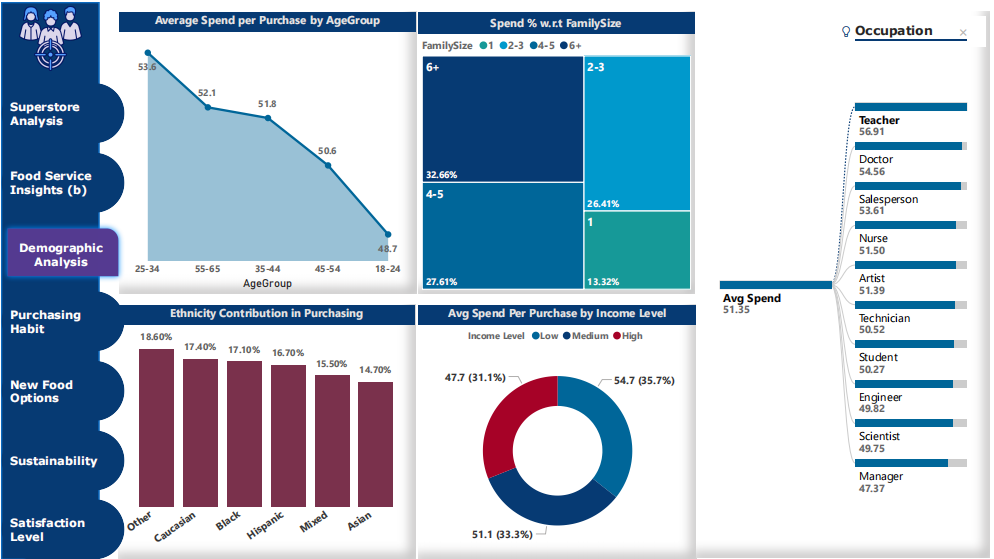 Superstore
Analysis
Food Service
Insights (b)
Demographic
Analysis
Purchasing
Habit
New Food
Options
Sustainability
Satisfaction
Level
Average Spend per Purchase by AgeGroup
53.6
52.1
51.8
50.6
48.7
25-34
55-65
35-44
45-54
18-24
AgeGroup
Spend % w.r.t FamilySize
FamilySize 1 2-3 4-5 6+
6+
32.66%
4-5
27.61%
2-3
26.41%
1
13.32%
Ethnicity Contribution in Purchasing
18.60%
17.40%
17.10%
16.70%
15.50%
14.70%
Other
Caucasian
Black
Hispanic
Mixed
Asian
Avg Spend Per Purchase by Income Level
Income Level Low Medium High
47.7 (31.1%)
54.7 (35.7%)
51.1 (33.3%)
Occupation
Avg Spend
51.35
Teacher
56.91
Doctor
54.56
Salesperson
53.61
Nurse
51.50
Artist
51.39
Technician
50.52
Student
50.27
Engineer
49.82
Scientist
49.75
Manager
47.37